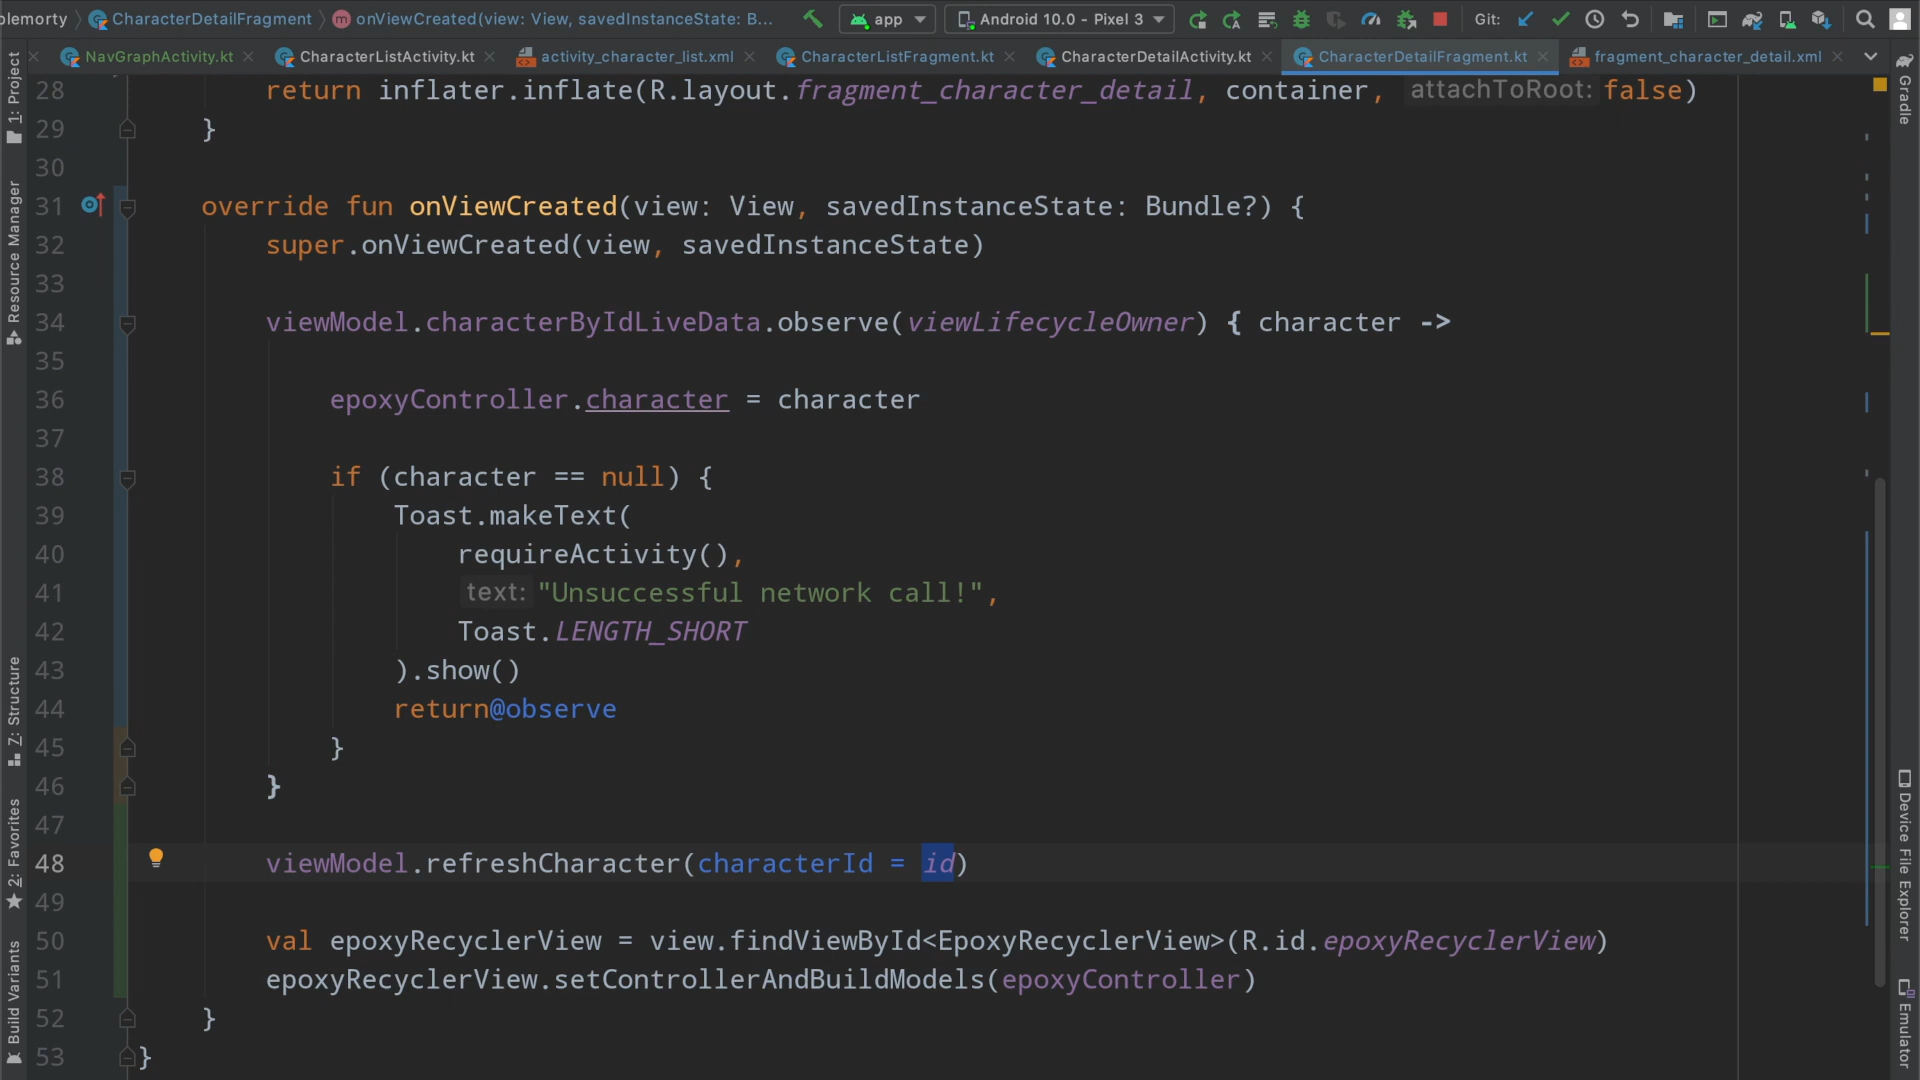 plemorty
CharacterDetailFragment
onViewCreated(view: View, savedInstanceState: B...
app
Android 10.0 - Pixel 3
Git:
NavGraphActivity.kt
CharacterListActivity.kt
activity_character_list.xml
CharacterListFragment.kt
CharacterDetailActivity.kt
CharacterDetailFragment.kt
fragment_character_detail.xml
1: Project
Resource Manager
Z: Structure
2: Favorites
Build Variants
28 return inflater.inflate(R.layout.fragment_character_detail, container, attachToRoot: false)
29 }
30
31 override fun onViewCreated(view: View, savedInstanceState: Bundle?) {
32 super.onViewCreated(view, savedInstanceState)
33
34 viewModel.characterByIdLiveData.observe(viewLifecycleOwner) { character ->
35
36 epoxyController.character = character
37
38 if (character == null) {
39 Toast.makeText(
40 requireActivity(),
41 text: "Unsuccessful network call!",
42 Toast.LENGTH_SHORT
43 ).show()
44 return@observe
45 }
46 }
47
48 viewModel.refreshCharacter(characterId = id)
49
50 val epoxyRecyclerView = view.findViewById<EpoxyRecyclerView>(R.id.epoxyRecyclerView)
51 epoxyRecyclerView.setControllerAndBuildModels(epoxyController)
52 }
53 }
Gradle
Device File Explorer
Emulator